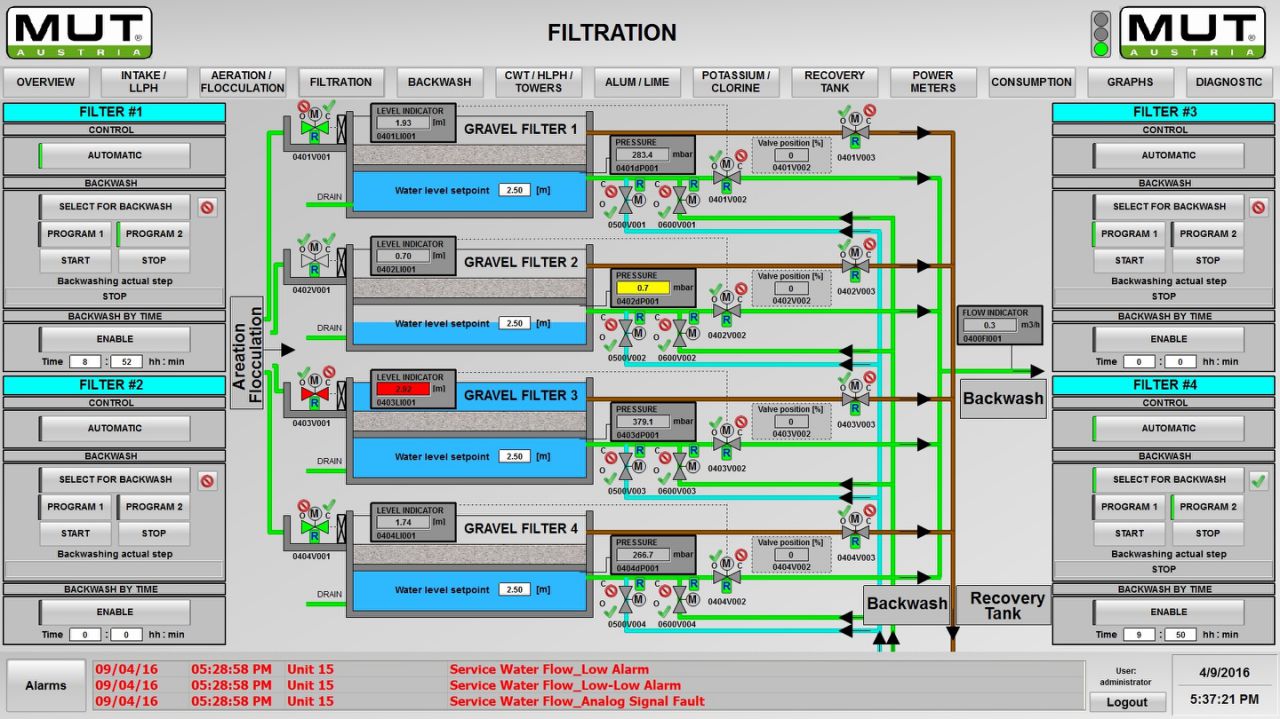 MUT®
AUSTRIA
FILTRATION
MUT®
AUSTRIA
OVERVIEW
INTAKE /
LLPH
AERATION /
FLOCCULATION
FILTRATION
BACKWASH
CWT / HLPH /
TOWERS
ALUM / LIME
POTASSIUM /
CLORINE
RECOVERY
TANK
POWER
METERS
CONSUMPTION
GRAPHS
DIAGNOSTIC
FILTER #1
CONTROL
AUTOMATIC
BACKWASH
SELECT FOR BACKWASH
PROGRAM 1
PROGRAM 2
START
STOP
Backwashing actual step
STOP
BACKWASH BY TIME
ENABLE
Time 8 : 52 hh : min
FILTER #2
CONTROL
AUTOMATIC
BACKWASH
SELECT FOR BACKWASH
PROGRAM 1
PROGRAM 2
START
STOP
Backwashing actual step
BACKWASH BY TIME
ENABLE
Time 0 : 0 hh : min
Areation
Flocculation
O M C
R
0401V001
LEVEL INDICATOR
1.93 [m]
0401LI001
GRAVEL FILTER 1
Water level setpoint 2.50 [m]
DRAIN
PRESSURE
283.4 mbar
0401dP001
O M C
R
0401V002
Valve position [%]
0
0401V002
O M C
R
0401V003
C R
M
O
0500V001
C R
M
O
0600V001
O M C
R
0402V001
LEVEL INDICATOR
0.70 [m]
0402LI001
GRAVEL FILTER 2
Water level setpoint 2.50 [m]
DRAIN
PRESSURE
0.7 mbar
0402dP001
O M C
R
0402V002
Valve position [%]
0
0402V002
O M C
R
0402V003
C R
M
O
0500V002
C R
M
O
0600V002
O M C
R
0403V001
LEVEL INDICATOR
2.92 [m]
0403LI001
GRAVEL FILTER 3
Water level setpoint 2.50 [m]
DRAIN
PRESSURE
379.1 mbar
0403dP001
O M C
R
0403V002
Valve position [%]
0
0403V002
O M C
R
0403V003
C R
M
O
0500V003
C R
M
O
0600V003
O M C
R
0404V001
LEVEL INDICATOR
1.74 [m]
0404LI001
GRAVEL FILTER 4
Water level setpoint 2.50 [m]
DRAIN
PRESSURE
266.7 mbar
0404dP001
O M C
R
0404V002
Valve position [%]
0
0404V002
O M C
R
0404V003
C R
M
O
0500V004
C R
M
O
0600V004
FLOW INDICATOR
0.3 m3/h
0400FI001
Backwash
Backwash
Recovery
Tank
FILTER #3
CONTROL
AUTOMATIC
BACKWASH
SELECT FOR BACKWASH
PROGRAM 1
PROGRAM 2
START
STOP
Backwashing actual step
STOP
BACKWASH BY TIME
ENABLE
Time 0 : 0 hh : min
FILTER #4
CONTROL
AUTOMATIC
BACKWASH
SELECT FOR BACKWASH
PROGRAM 1
PROGRAM 2
START
STOP
Backwashing actual step
STOP
BACKWASH BY TIME
ENABLE
Time 9 : 50 hh : min
Alarms
09/04/16 05:28:58 PM Unit 15 Service Water Flow_Low Alarm
09/04/16 05:28:58 PM Unit 15 Service Water Flow_Low-Low Alarm
09/04/16 05:28:58 PM Unit 15 Service Water Flow_Analog Signal Fault
User:
administrator
Logout
4/9/2016
5:37:21 PM